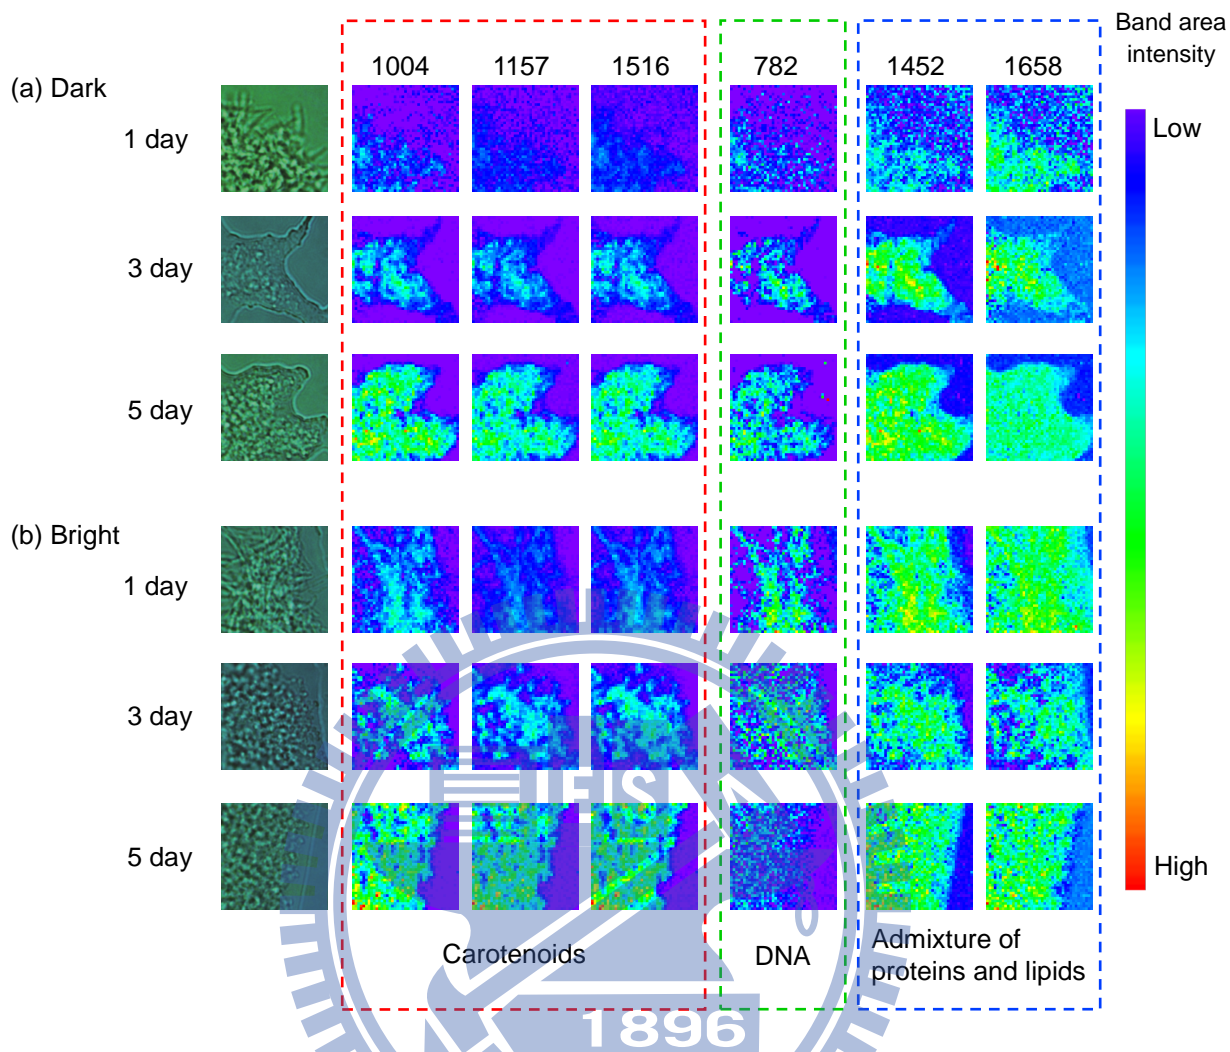 Band area
intensity
1004 1157 1516 782 1452 1658
(a) Dark
Low
1 day
3 day
5 day
(b) Bright
1 day
3 day
5 day
High
Carotenoids
DNA
Admixture of
proteins and lipids
1896